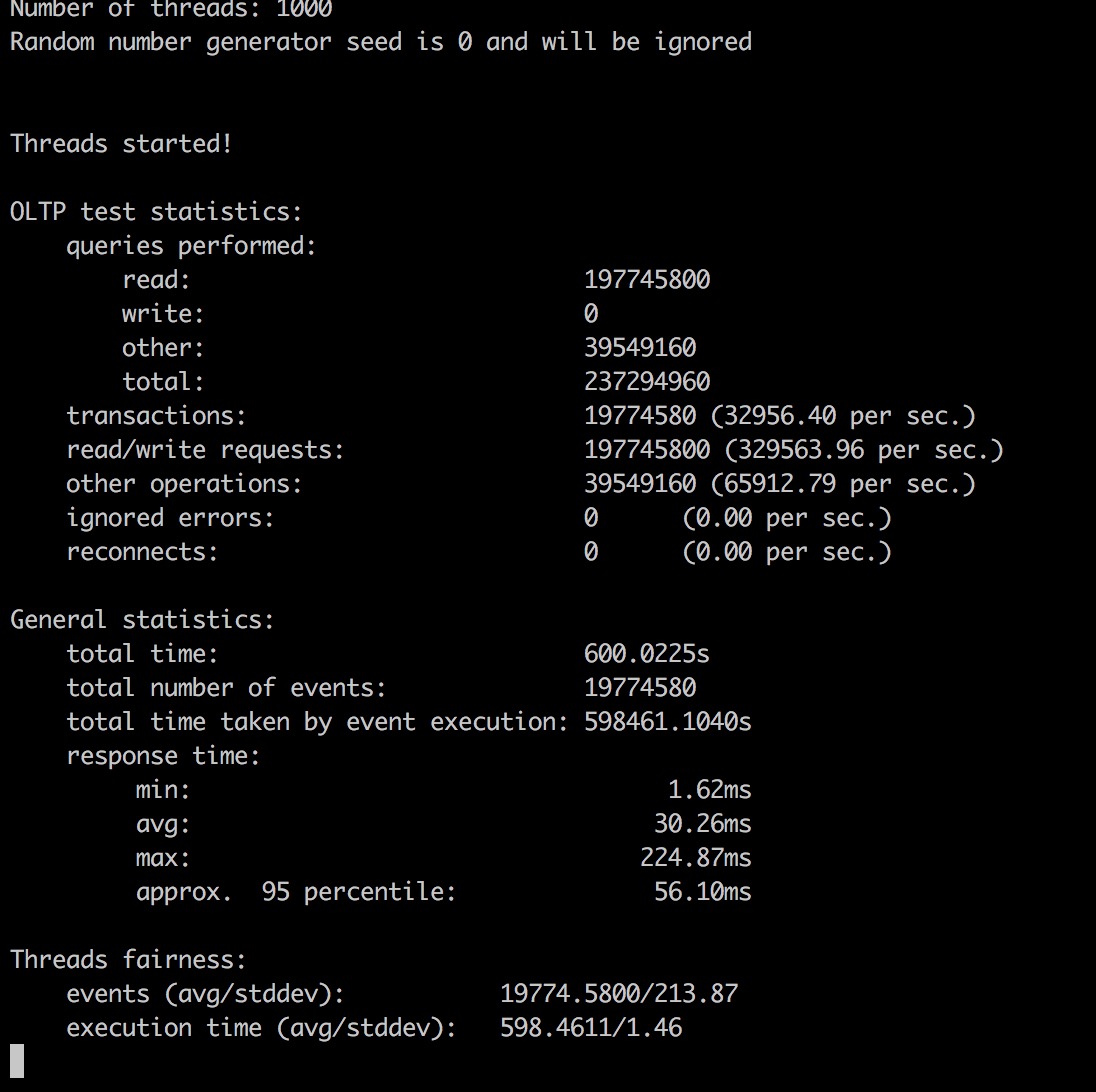 Number of threads: 1000
Random number generator seed is 0 and will be ignored
Threads started!
OLTP test statistics:
queries performed:
read: 197745800
write: 0
other: 39549160
total: 237294960
transactions: 19774580 (32956.40 per sec.)
read/write requests: 197745800 (329563.96 per sec.)
other operations: 39549160 (65912.79 per sec.)
ignored errors: 0 (0.00 per sec.)
reconnects: 0 (0.00 per sec.)
General statistics:
total time: 600.0225s
total number of events: 19774580
total time taken by event execution: 598461.1040s
response time:
min: 1.62ms
avg: 30.26ms
max: 224.87ms
approx. 95 percentile: 56.10ms
Threads fairness:
events (avg/stddev): 19774.5800/213.87
execution time (avg/stddev): 598.4611/1.46